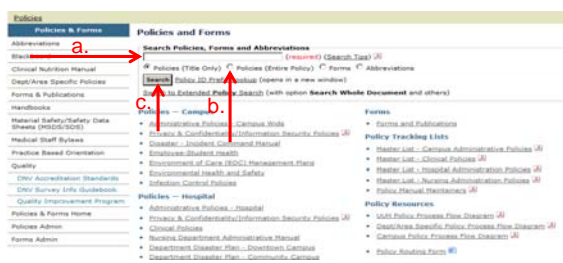 Policies
Policies & Forms
Abbreviations
Blackboard
Clinical Nutrition Manual
Dept/Area Specific Policies
Forms & Publications
Handbooks
Material Safety/Safety Data
Sheets (MSDS/SDS)
Medical Staff Bylaws
Practice Based Orientation
Quality
DNV Accreditation Standards
DNV Survey Info Guidebook
Quality Improvement Program
Policies & Forms Home
Policies Admin
Forms Admin
Policies and Forms
Search Policies, Forms and Abbreviations
a.
(required) (Search Tips)
Policies (Title Only) Policies (Entire Policy) Forms Abbreviations
Search Policy ID Prefix Lookup (opens in a new window)
Switch to Extended Policy Search (with option Search Whole Document and others)
c.
b.
Policies — Campus
Administrative Policies - Campus Wide
Privacy & Confidentiality/Information Security Policies
Disaster - Incident Command Manual
Employee-Student Health
Environment of Care (EOC) Management Plans
Environmental Health and Safety
Infection Control Policies
Policies — Hospital
Administrative Policies - Hospital
Privacy & Confidentiality/Information Security Policies
Clinical Policies
Nursing Department Administrative Manual
Department Disaster Plan - Downtown Campus
Department Disaster Plan - Community Campus
Forms
Forms and Publications
Policy Tracking Lists
Master List - Campus Administrative Policies
Master List - Clinical Policies
Master List - Hospital Administration Policies
Master List - Nursing Administration Policies
Policy Manual Maintainers
Policy Resources
UUH Policy Process Flow Diagram
Dept/Area Specific Policy Process Flow Diagram
Campus Policy Process Flow Diagram
Policy Routing Form